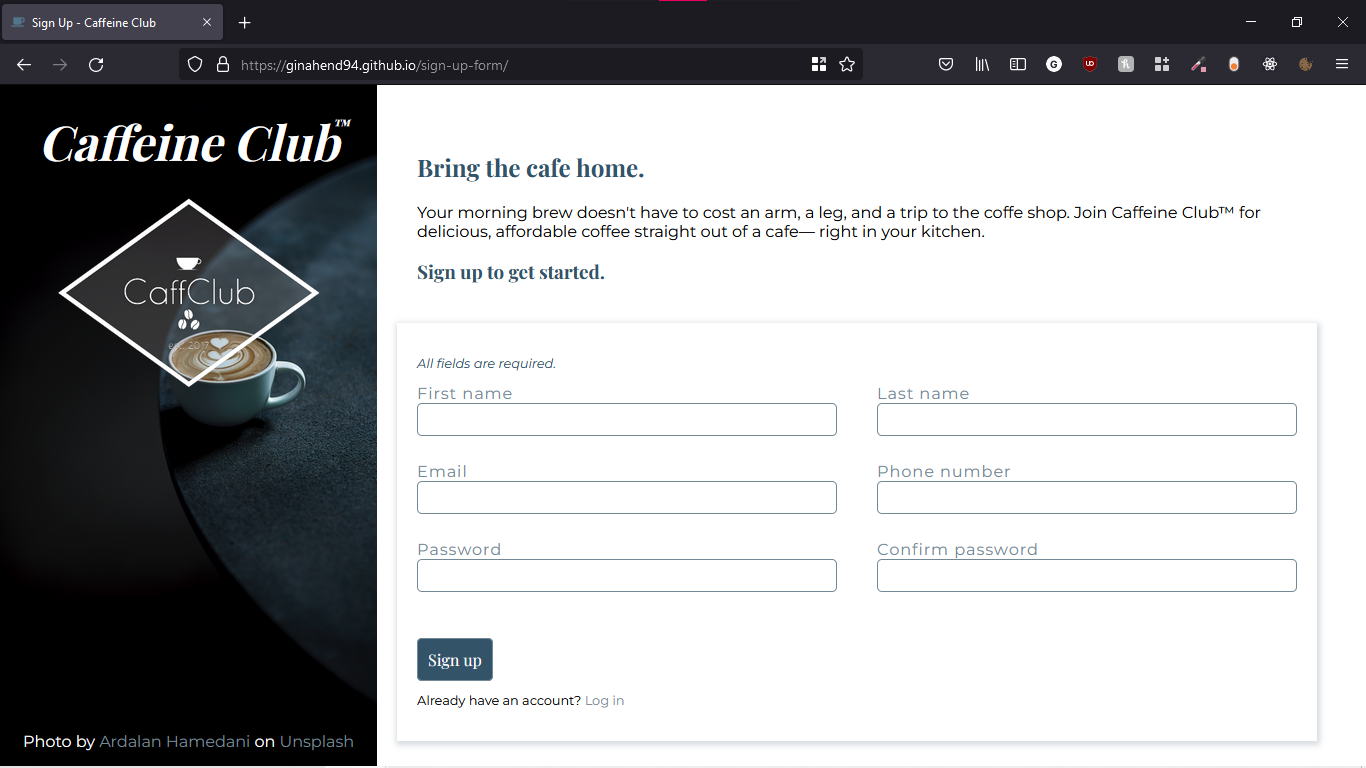 Sign Up - Caffeine Club
https://ginahend94.github.io/sign-up-form/
Caffeine Club™
CaffClub
est. 2017
Photo by Ardalan Hamedani on Unsplash
Bring the cafe home.
Your morning brew doesn't have to cost an arm, a leg, and a trip to the coffe shop. Join Caffeine Club™ for
delicious, affordable coffee straight out of a cafe— right in your kitchen.
Sign up to get started.
All fields are required.
First name
Last name
Email
Phone number
Password
Confirm password
Sign up
Already have an account? Log in